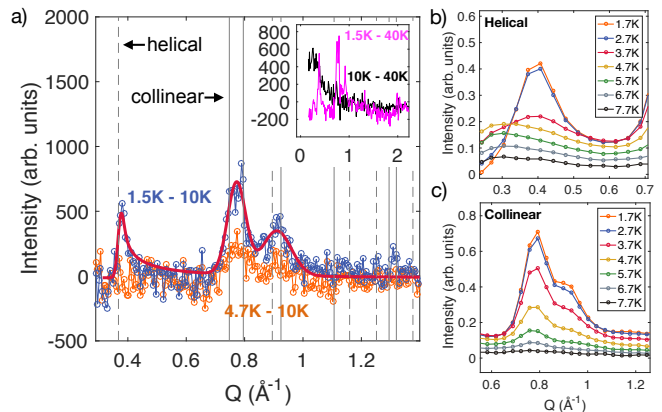 a)
2000
1500
1000
500
0
-500
0.4
0.6
0.8
1
1.2
Q (Å⁻¹)
Intensity (arb. units)
helical
collinear
1.5K - 10K
4.7K - 10K
800
600
400
200
0
-200
0
1
2
1.5K - 40K
10K - 40K
b)
Helical
0.6
0.5
0.4
0.3
0.2
0.1
0
0.3
0.4
0.5
0.6
0.7
Intensity (arb. units)
1.7K
2.7K
3.7K
4.7K
5.7K
6.7K
7.7K
c)
Collinear
1
0.8
0.6
0.4
0.2
0
0.6
0.8
1
1.2
Q (Å⁻¹)
Intensity (arb. units)
1.7K
2.7K
3.7K
4.7K
5.7K
6.7K
7.7K